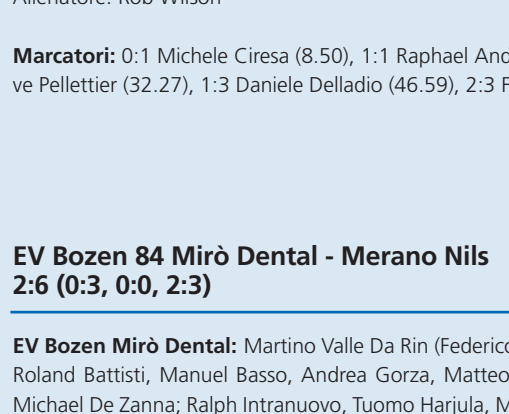 Allenatore: Rob Wilson
Marcatori: 0:1 Michele Ciresa (8.50), 1:1 Raphael And
ve Pellettier (32.27), 1:3 Daniele Delladio (46.59), 2:3 F
EV Bozen 84 Mirò Dental - Merano Nils
2:6 (0:3, 0:0, 2:3)
EV Bozen Mirò Dental: Martino Valle Da Rin (Federico
Roland Battisti, Manuel Basso, Andrea Gorza, Matteo
Michael De Zanna; Ralph Intranuovo, Tuomo Harjula, M